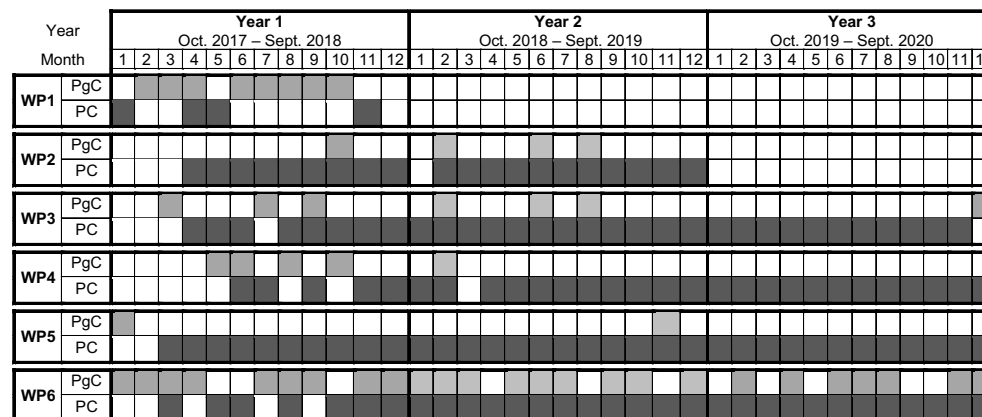 Year
Year 1
Year 2
Year 3
Oct. 2017 – Sept. 2018
Oct. 2018 – Sept. 2019
Oct. 2019 – Sept. 2020
Month
1 2 3 4 5 6 7 8 9 10 11 12 1 2 3 4 5 6 7 8 9 10 11 12 1 2 3 4 5 6 7 8 9 10 11
WP1
PgC
PC
WP2
PgC
PC
WP3
PgC
PC
WP4
PgC
PC
WP5
PgC
PC
WP6
PgC
PC